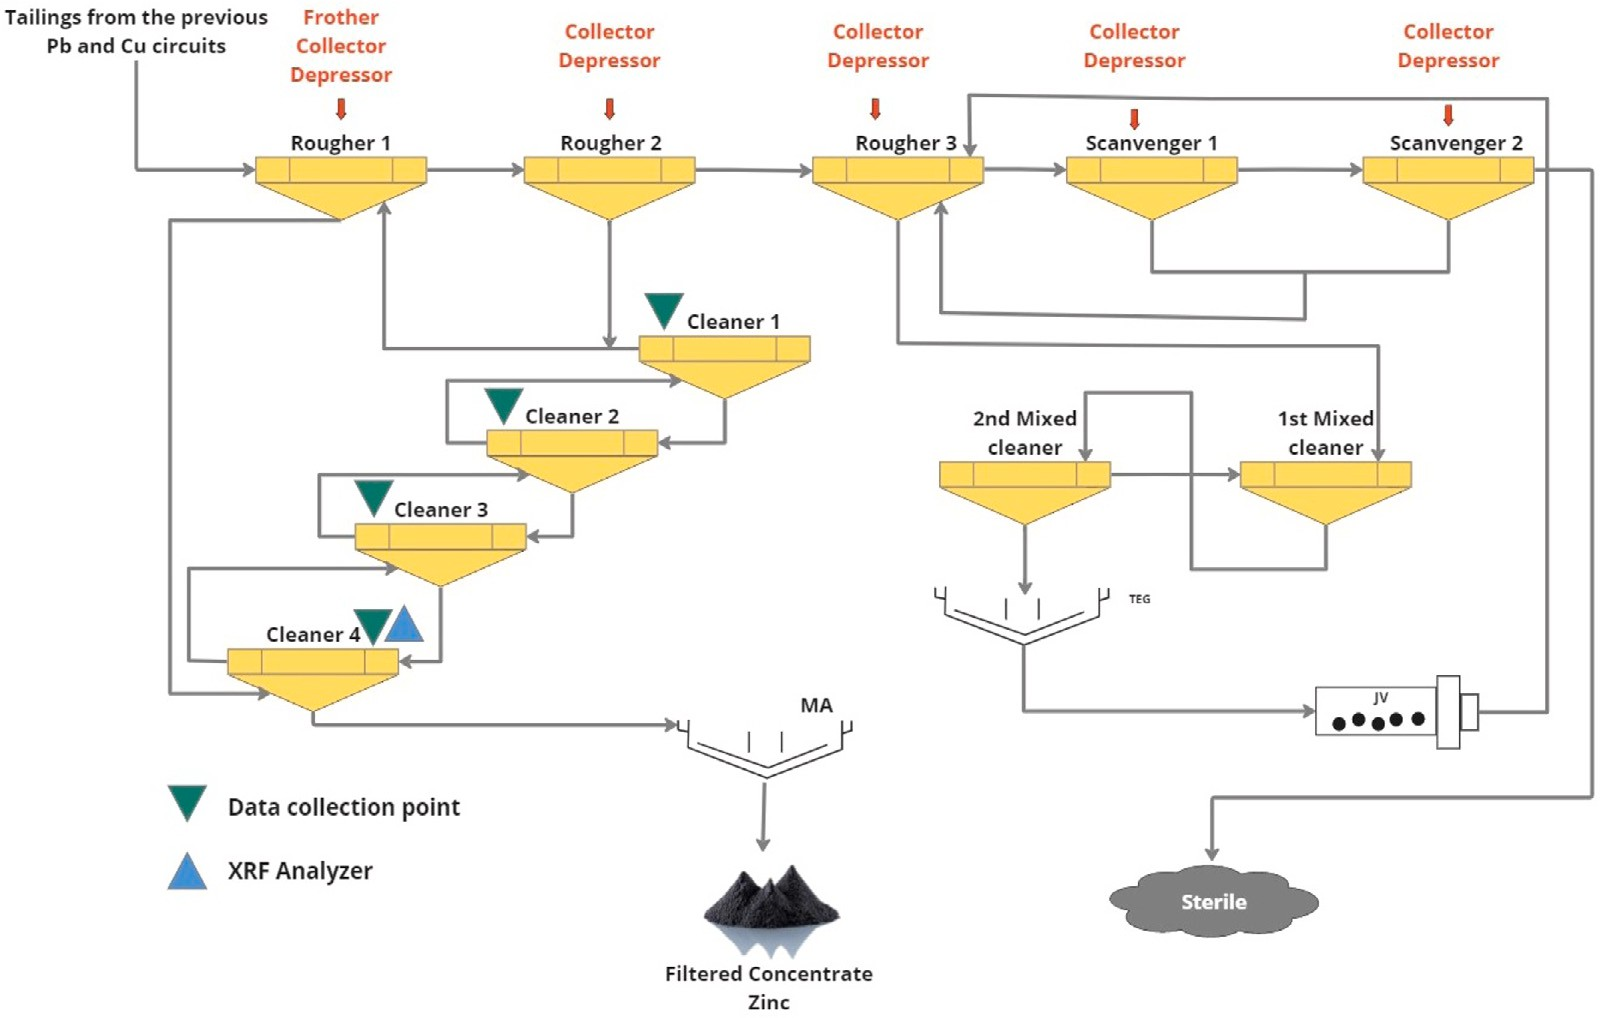 Tailings from the previous
Pb and Cu circuits
Frother
Collector
Depressor
Collector
Depressor
Collector
Depressor
Collector
Depressor
Collector
Depressor
Rougher 1
Rougher 2
Rougher 3
Scanvenger 1
Scanvenger 2
Cleaner 1
Cleaner 2
2nd Mixed
cleaner
1st Mixed
cleaner
Cleaner 3
TEG
Cleaner 4
MA
JV
Data collection point
XRF Analyzer
Sterile
Filtered Concentrate
Zinc